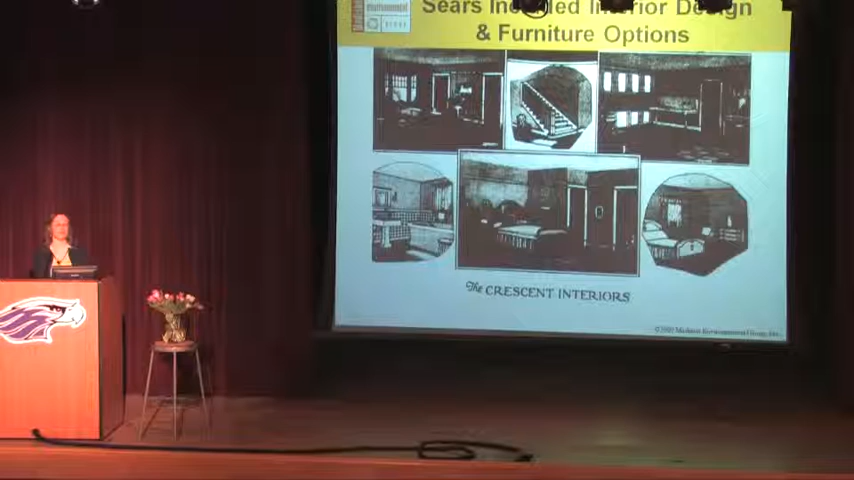 Sears Included Interior Design
& Furniture Options
The CRESCENT INTERIORS